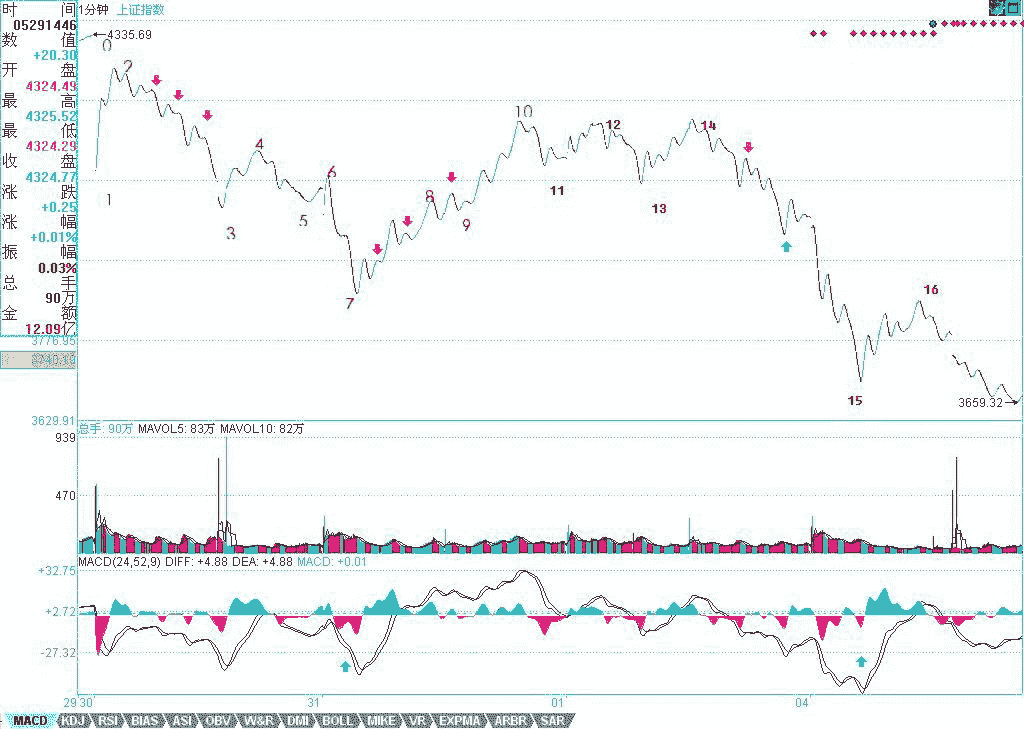 时 间
05291446
数 值
+20.30
开 盘
4324.49
最 高
4325.52
最 低
4324.29
收 盘
4324.77
涨 跌
+0.25
涨 幅
+0.01%
振 幅
0.03%
总 手
90万
金 额
12.09亿
1分钟 上证指数
4335.69
0
1
2
3
4
5
6
7
8
9
10
11
12
13
14
15
16
3659.32
3776.95
3629.91
总手: 90万 MAVOL5: 83万 MAVOL10: 82万
939
470
MACD(24,52,9) DIFF: +4.88 DEA: +4.88 MACD: +0.01
+32.75
+2.72
-27.32
29 30 31 01 04
MACD KDJ RSI BIAS ASI OBV W&R DMI BOLL MIKE VR EXPMA ARBR SAR